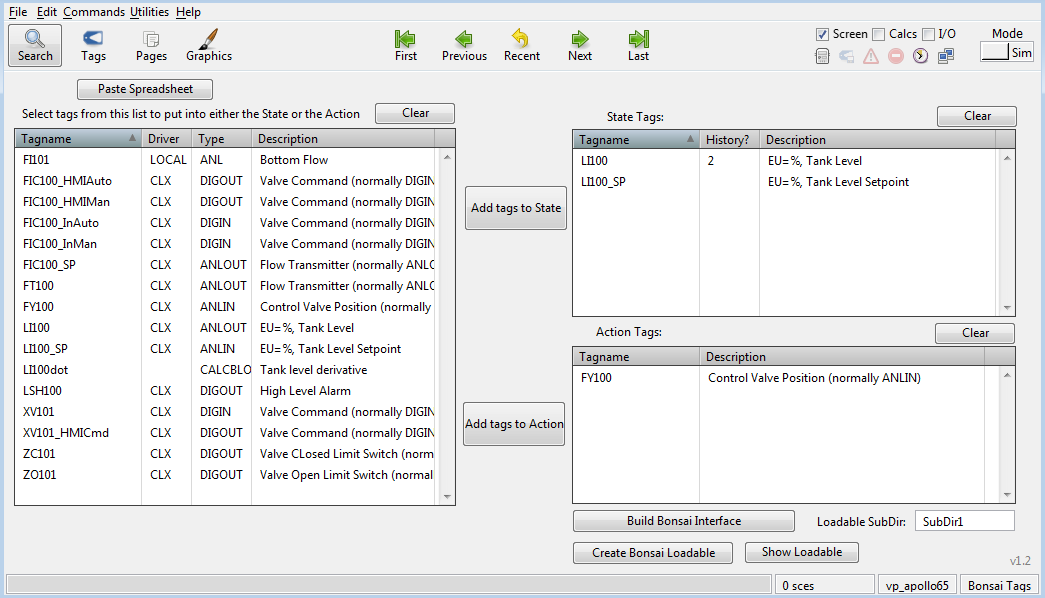 File Edit Commands Utilities Help
Search Tags Pages Graphics First Previous Recent Next Last
Screen Calcs I/O
Mode
Sim
Paste Spreadsheet
Select tags from this list to put into either the State or the Action
Clear
Tagname Driver Type Description
FI101 LOCAL ANL Bottom Flow
FIC100_HMIAuto CLX DIGOUT Valve Command (normally DIGIN
FIC100_HMIMan CLX DIGOUT Valve Command (normally DIGIN
FIC100_InAuto CLX DIGIN Valve Command (normally DIGIN
FIC100_InMan CLX DIGIN Valve Command (normally DIGIN
FIC100_SP CLX ANLOUT Flow Transmitter (normally ANLO
FT100 CLX ANLOUT Flow Transmitter (normally ANLO
FY100 CLX ANLIN Control Valve Position (normally
LI100 CLX ANLOUT EU=%, Tank Level
LI100_SP CLX ANLIN EU=%, Tank Level Setpoint
LI100dot CALCBLO Tank level derivative
LSH100 CLX DIGOUT High Level Alarm
XV101 CLX DIGIN Valve Command (normally DIGIN
XV101_HMICmd CLX DIGOUT Valve Command (normally DIGIN
ZC101 CLX DIGOUT Valve CLosed Limit Switch (norm
ZO101 CLX DIGOUT Valve Open Limit Switch (normal
Add tags to State
Add tags to Action
State Tags:
Clear
Tagname History? Description
LI100 2 EU=%, Tank Level
LI100_SP EU=%, Tank Level Setpoint
Action Tags:
Clear
Tagname Description
FY100 Control Valve Position (normally ANLIN)
Build Bonsai Interface
Loadable SubDir: SubDir1
Create Bonsai Loadable
Show Loadable
v1.2
0 sces
vp_apollo65
Bonsai Tags